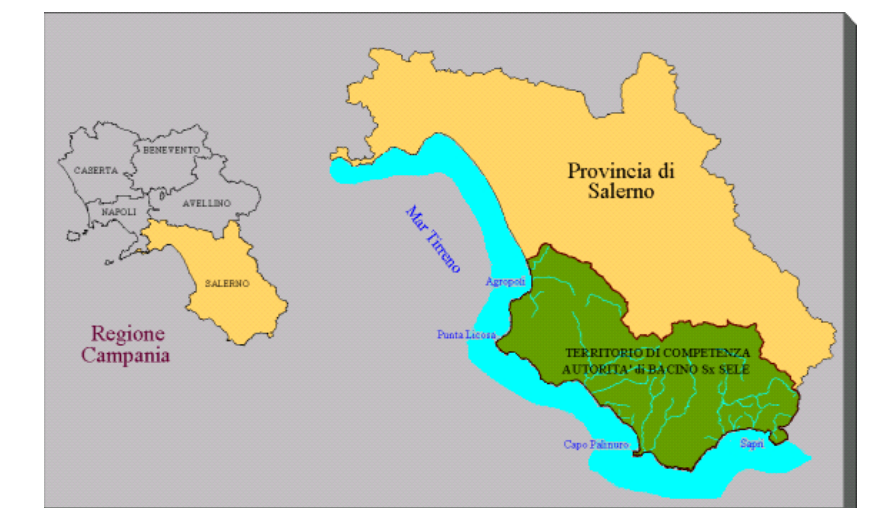 BENEVENTO
CASERTA
NAPOLI
AVELLINO
SALERNO
Regione
Campania
Provincia di
Salerno
Mar Tirreno
Agropoli
Punta Licosa
TERRITORIO DI COMPETENZA
AUTORITA' di BACINO Sx SELE
Capo Palinuro
Sapri